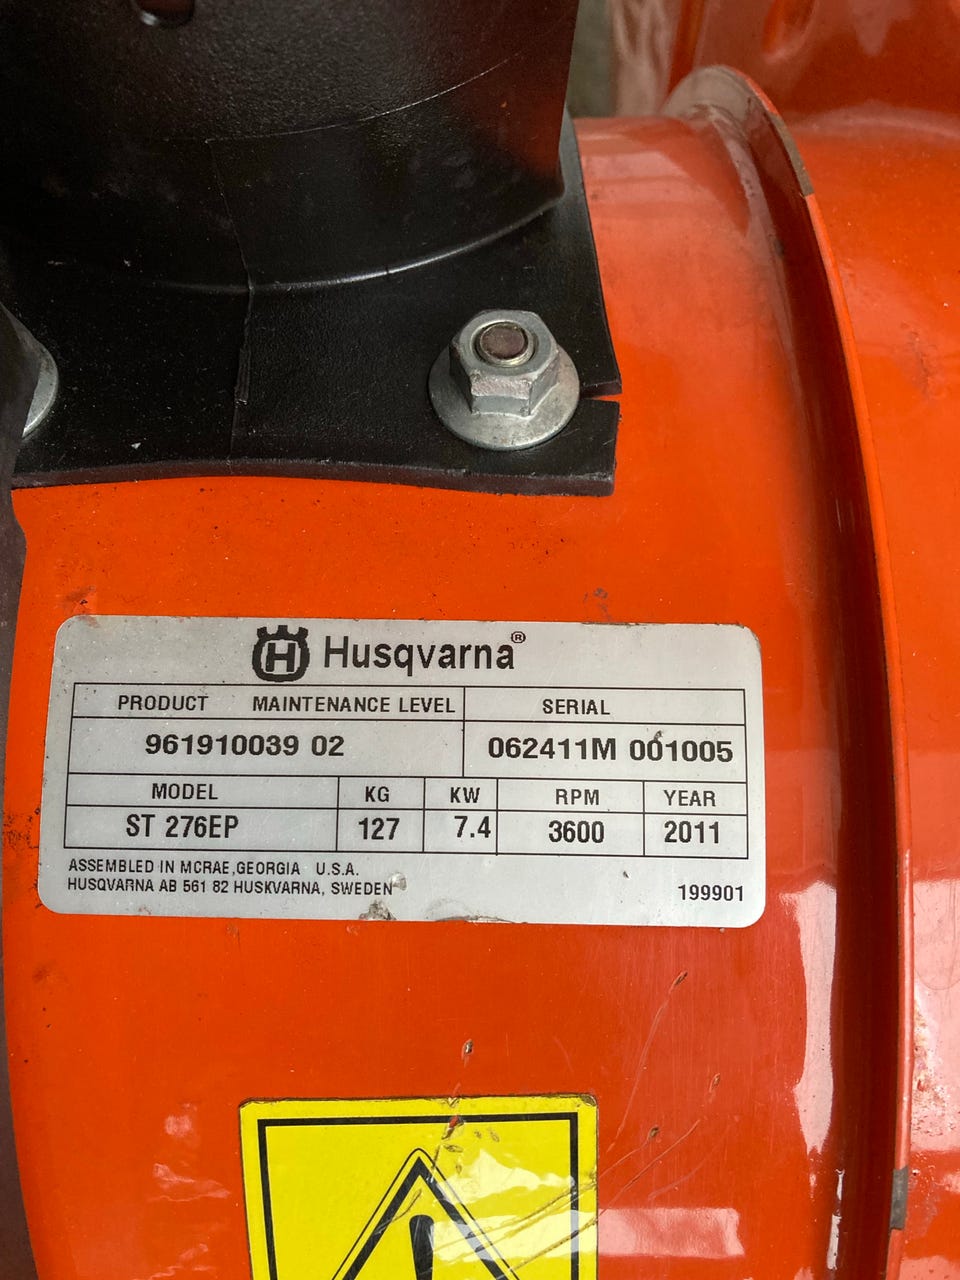 H Husqvarna®
PRODUCT MAINTENANCE LEVEL SERIAL
961910039 02 062411M 001005
MODEL KG KW RPM YEAR
ST 276EP 127 7.4 3600 2011
ASSEMBLED IN MCRAE,GEORGIA U.S.A.
HUSQVARNA AB 561 82 HUSKVARNA, SWEDEN 199901